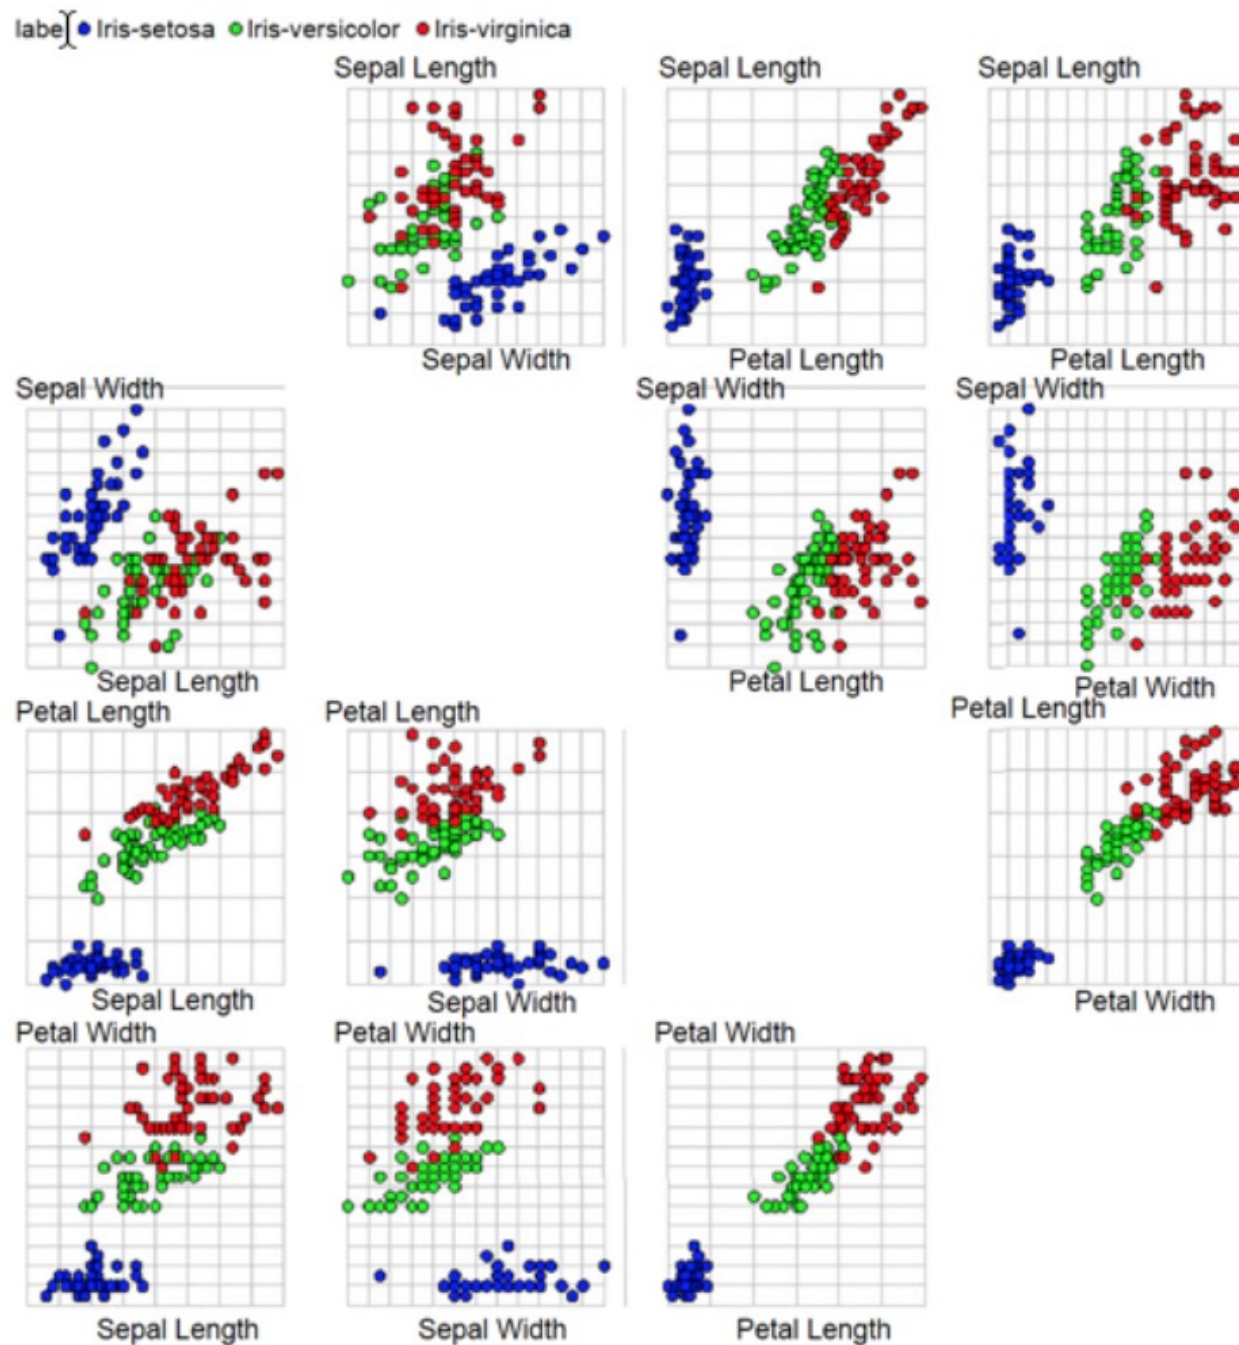 label Iris-setosa Iris-versicolor Iris-virginica
Sepal Length Sepal Length Sepal Length
Sepal Width Petal Length Petal Length
Sepal Width Sepal Width Sepal Width
Sepal Length Petal Length Petal Width
Petal Length Petal Length Petal Length
Sepal Length Sepal Width Petal Width
Petal Width Petal Width Petal Width
Sepal Length Sepal Width Petal Length